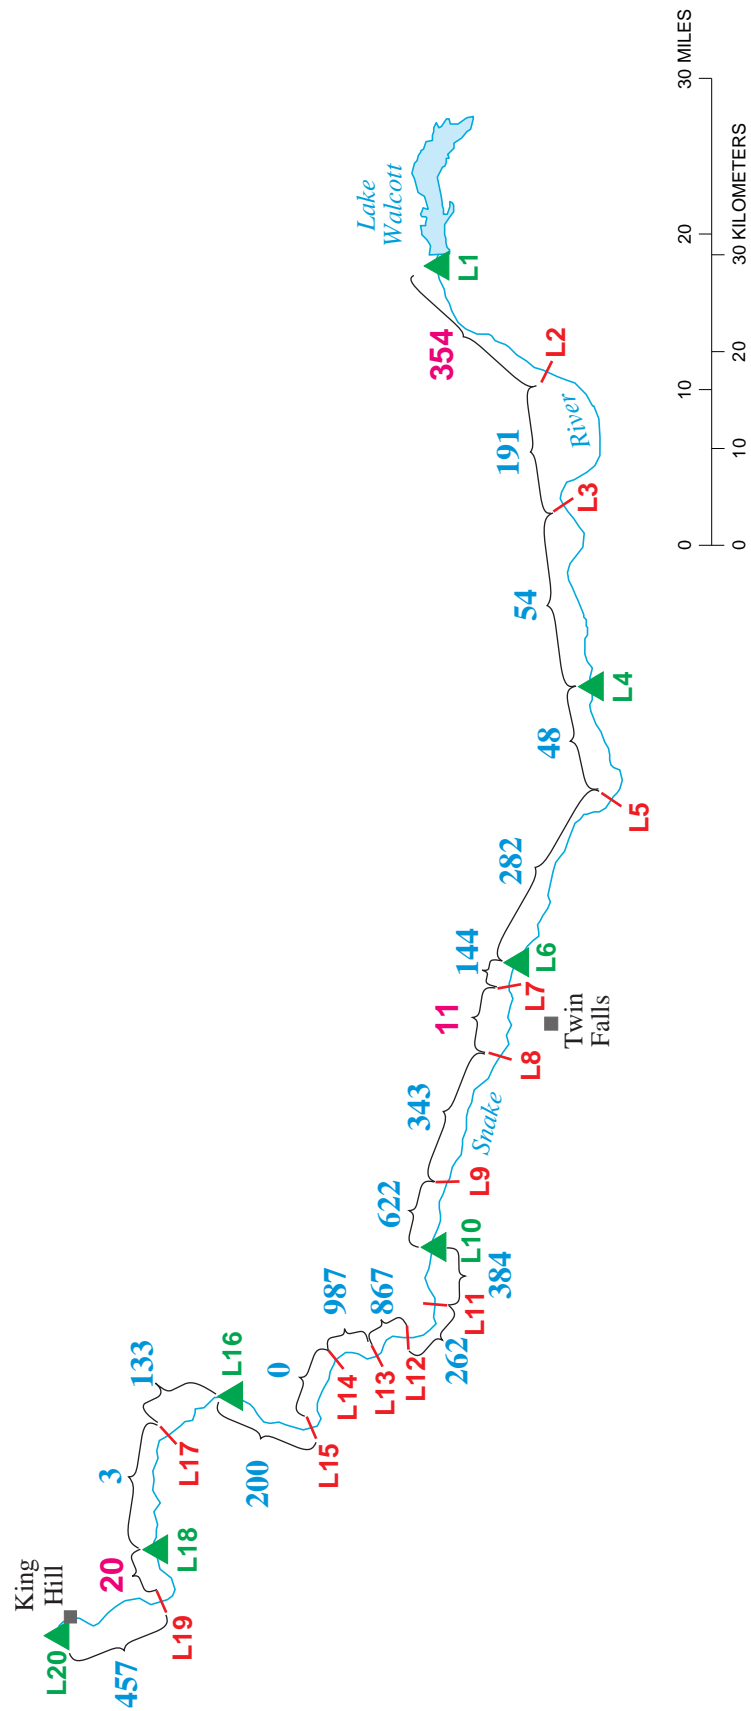 King
Hill
L20
457
L19
20
L18
3
L17
133
L16
200
L15
0
L14
987
L13
867
L12
262
L11
384
L10
622
L9
343
Snake
L8
11
L7
144
L6
Twin
Falls
282
L5
48
L4
54
L3
191
River
L2
354
L1
Lake
Walcott
0 10 20 30 MILES
0 10 20 30 KILOMETERS